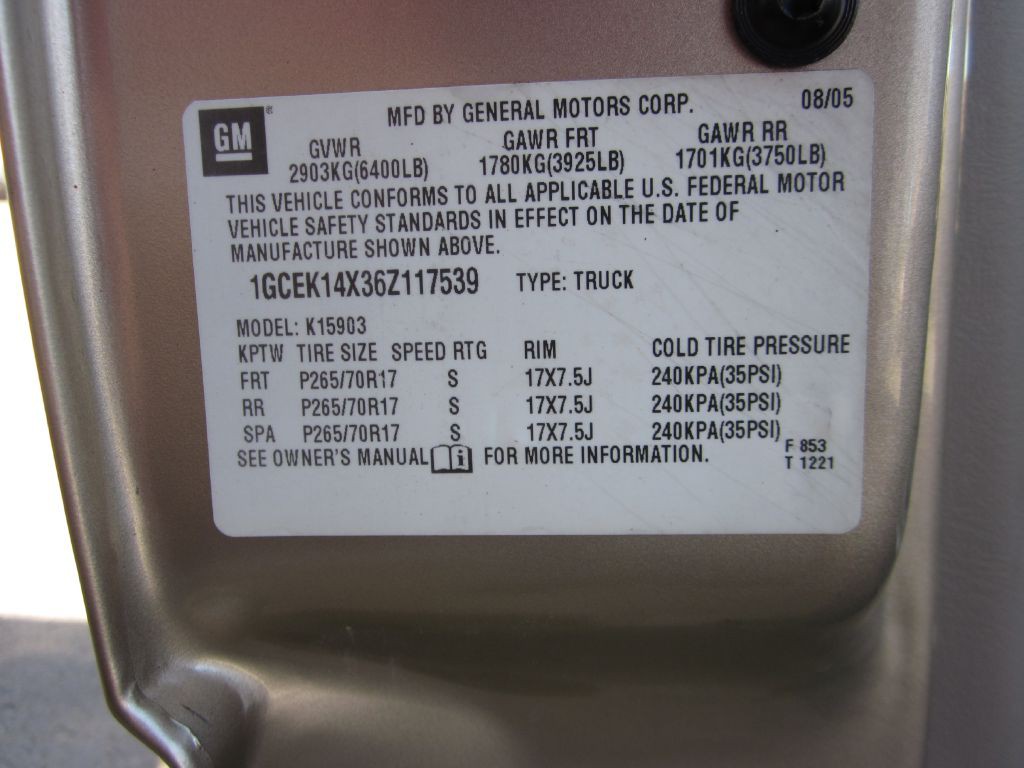 GM ®
MFD BY GENERAL MOTORS CORP. 08/05
GVWR GAWR FRT GAWR RR
2903KG(6400LB) 1780KG(3925LB) 1701KG(3750LB)
THIS VEHICLE CONFORMS TO ALL APPLICABLE U.S. FEDERAL MOTOR
VEHICLE SAFETY STANDARDS IN EFFECT ON THE DATE OF
MANUFACTURE SHOWN ABOVE.
1GCEK14X36Z117539 TYPE: TRUCK
MODEL: K15903
KPTW TIRE SIZE SPEED RTG RIM COLD TIRE PRESSURE
FRT P265/70R17 S 17X7.5J 240KPA(35PSI)
RR P265/70R17 S 17X7.5J 240KPA(35PSI)
SPA P265/70R17 S 17X7.5J 240KPA(35PSI)
SEE OWNER'S MANUAL i FOR MORE INFORMATION.
F 853
T 1221